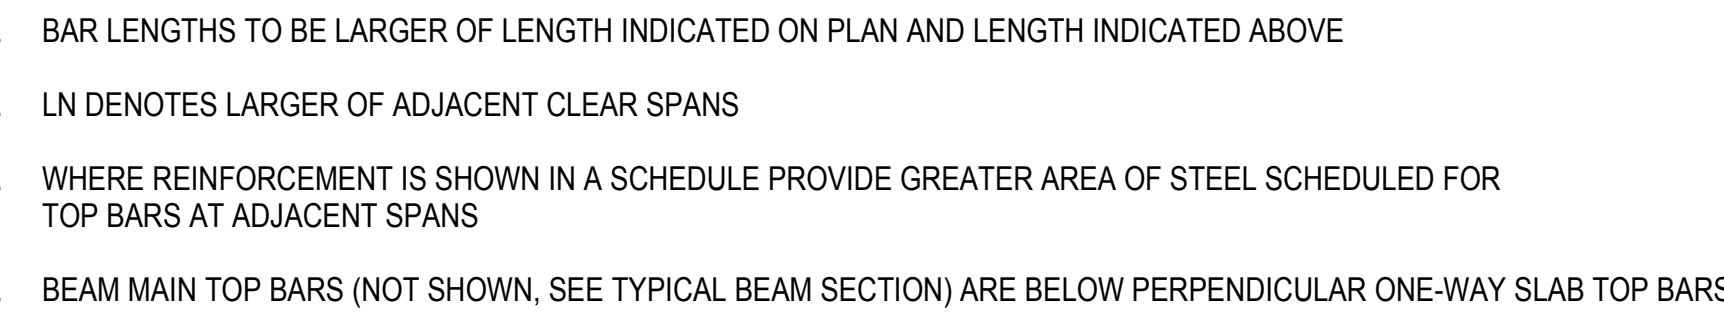 BAR LENGTHS TO BE LARGER OF LENGTH INDICATED ON PLAN AND LENGTH INDICATED ABOVE
LN DENOTES LARGER OF ADJACENT CLEAR SPANS
WHERE REINFORCEMENT IS SHOWN IN A SCHEDULE PROVIDE GREATER AREA OF STEEL SCHEDULED FOR
TOP BARS AT ADJACENT SPANS
BEAM MAIN TOP BARS (NOT SHOWN, SEE TYPICAL BEAM SECTION) ARE BELOW PERPENDICULAR ONE-WAY SLAB TOP BARS